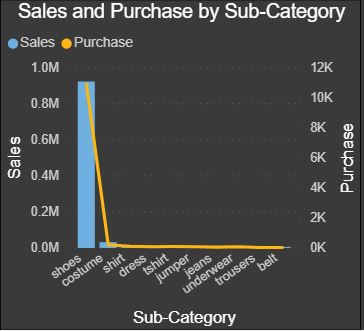 Sales and Purchase by Sub-Category
Sales Purchase
1.0M
0.8M
0.6M
0.4M
0.2M
0.0M
Sales
12K
10K
8K
6K
4K
2K
0K
Purchase
shoes
costume
shirt
dress
tshirt
jumper
jeans
underwear
trousers
belt
Sub-Category